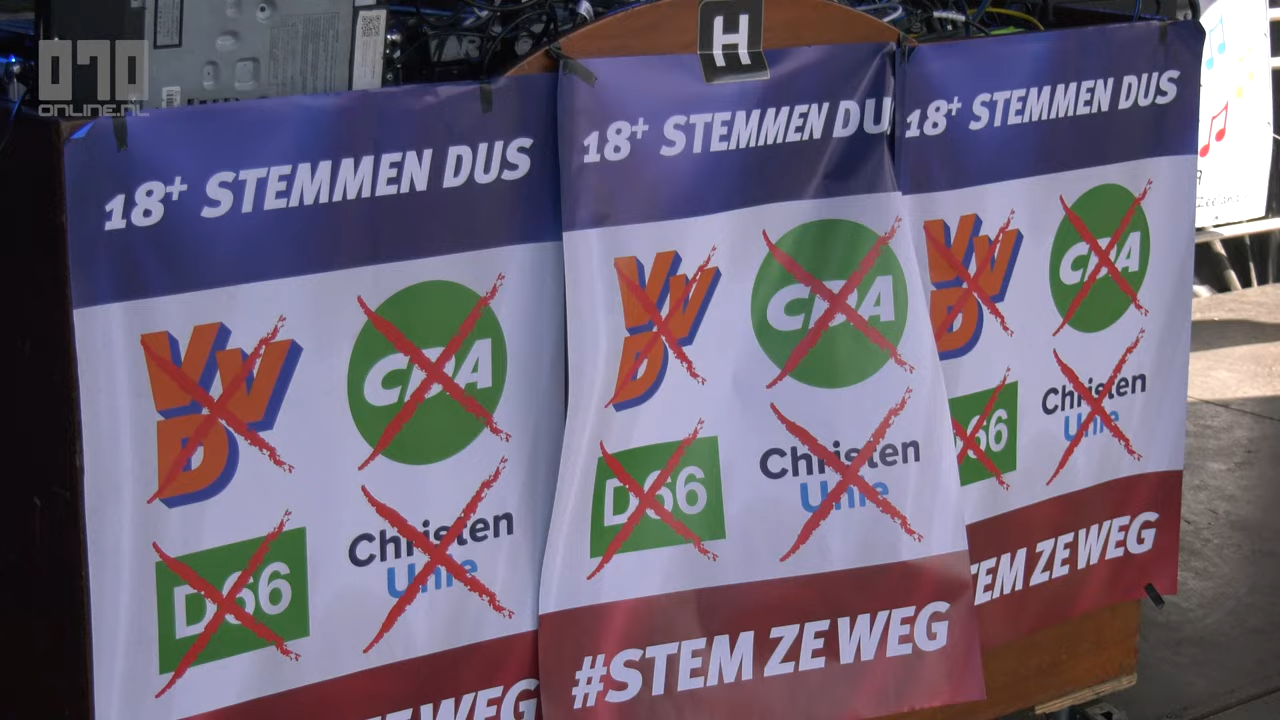 070
ONLINE.NL
H
18+ STEMMEN DUS
VVD
CDA
D66
Christen
Unie
ZE WEG
18+ STEMMEN DU
VVD
CDA
D66
Christen
Unie
#STEM ZE WEG
18+ STEMMEN DUS
VVD
CDA
D66
Christen
Unie
TEM ZE WEG